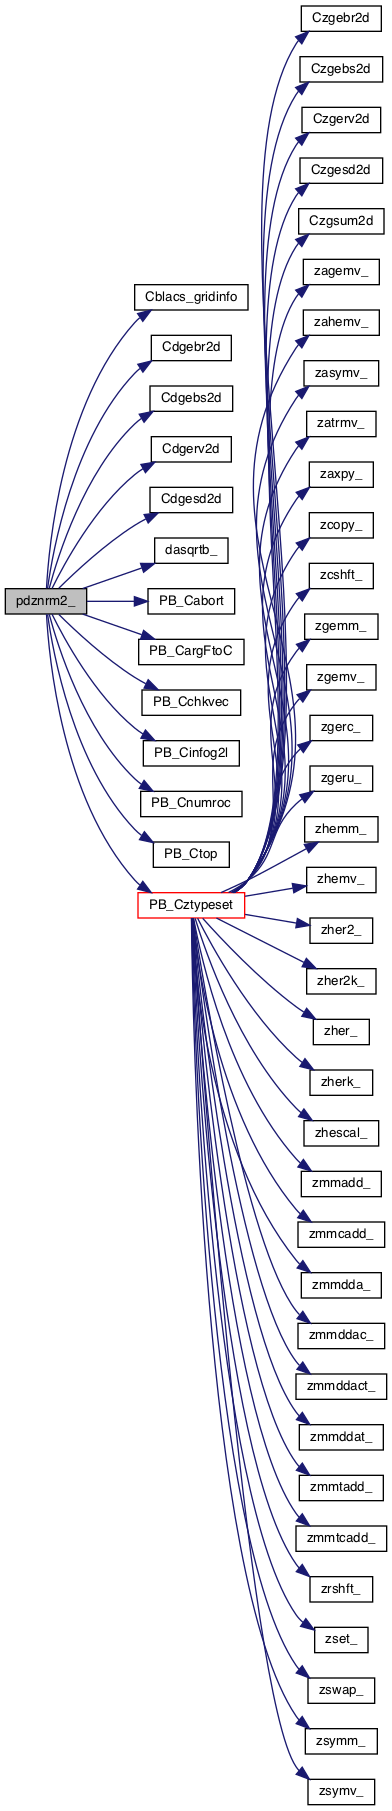 Czgebr2d
Czgebs2d
Czgerv2d
Czgesd2d
Czgsum2d
zagemv_
Cblacs_gridinfo
zahemv_
Cdgebr2d
zasymv_
Cdgebs2d
zatrmv_
Cdgerv2d
zaxpy_
Cdgesd2d
zcopy_
dasqrtb_
zcshft_
pdznrm2_
PB_Cabort
zgemm_
PB_CargFtoC
zgemv_
PB_Cchkvec
zgerc_
PB_Cinfog2l
zgeru_
PB_Cnumroc
zhemm_
PB_Ctop
zhemv_
PB_Cztypeset
zher2_
zher2k_
zher_
zherk_
zhescal_
zmmadd_
zmmcadd_
zmmdda_
zmmddac_
zmmddact_
zmmddat_
zmmtadd_
zmmtcadd_
zrshft_
zset_
zswap_
zsymm_
zsymv_